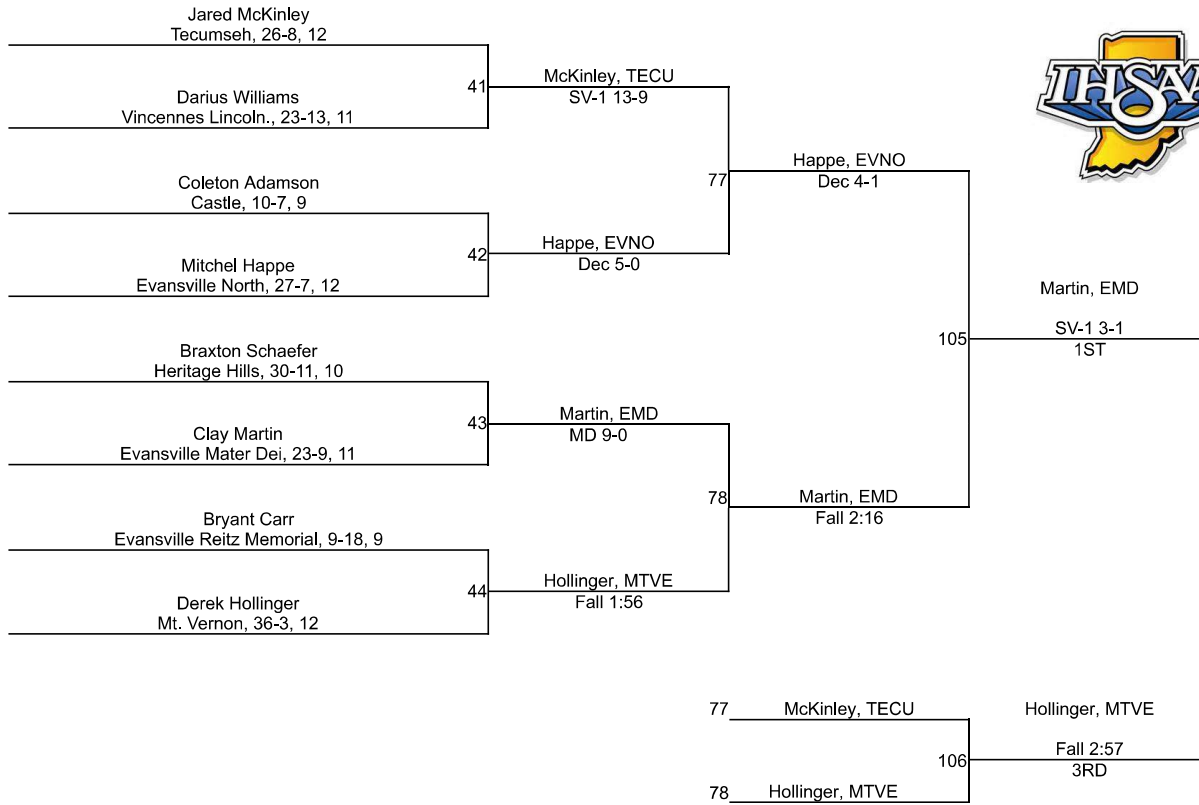 Jared McKinley
Tecumseh, 26-8, 12
41
McKinley, TECU
SV-1 13-9
Darius Williams
Vincennes Lincoln., 23-13, 11
77
Happe, EVNO
Dec 4-1
Coleton Adamson
Castle, 10-7, 9
42
Happe, EVNO
Dec 5-0
Mitchel Happe
Evansville North, 27-7, 12
105
Martin, EMD
SV-1 3-1
1ST
Braxton Schaefer
Heritage Hills, 30-11, 10
43
Martin, EMD
MD 9-0
Clay Martin
Evansville Mater Dei, 23-9, 11
78
Martin, EMD
Fall 2:16
Bryant Carr
Evansville Reitz Memorial, 9-18, 9
44
Hollinger, MTVE
Fall 1:56
Derek Hollinger
Mt. Vernon, 36-3, 12
77
McKinley, TECU
106
Hollinger, MTVE
Fall 2:57
3RD
78
Hollinger, MTVE
IHSAA